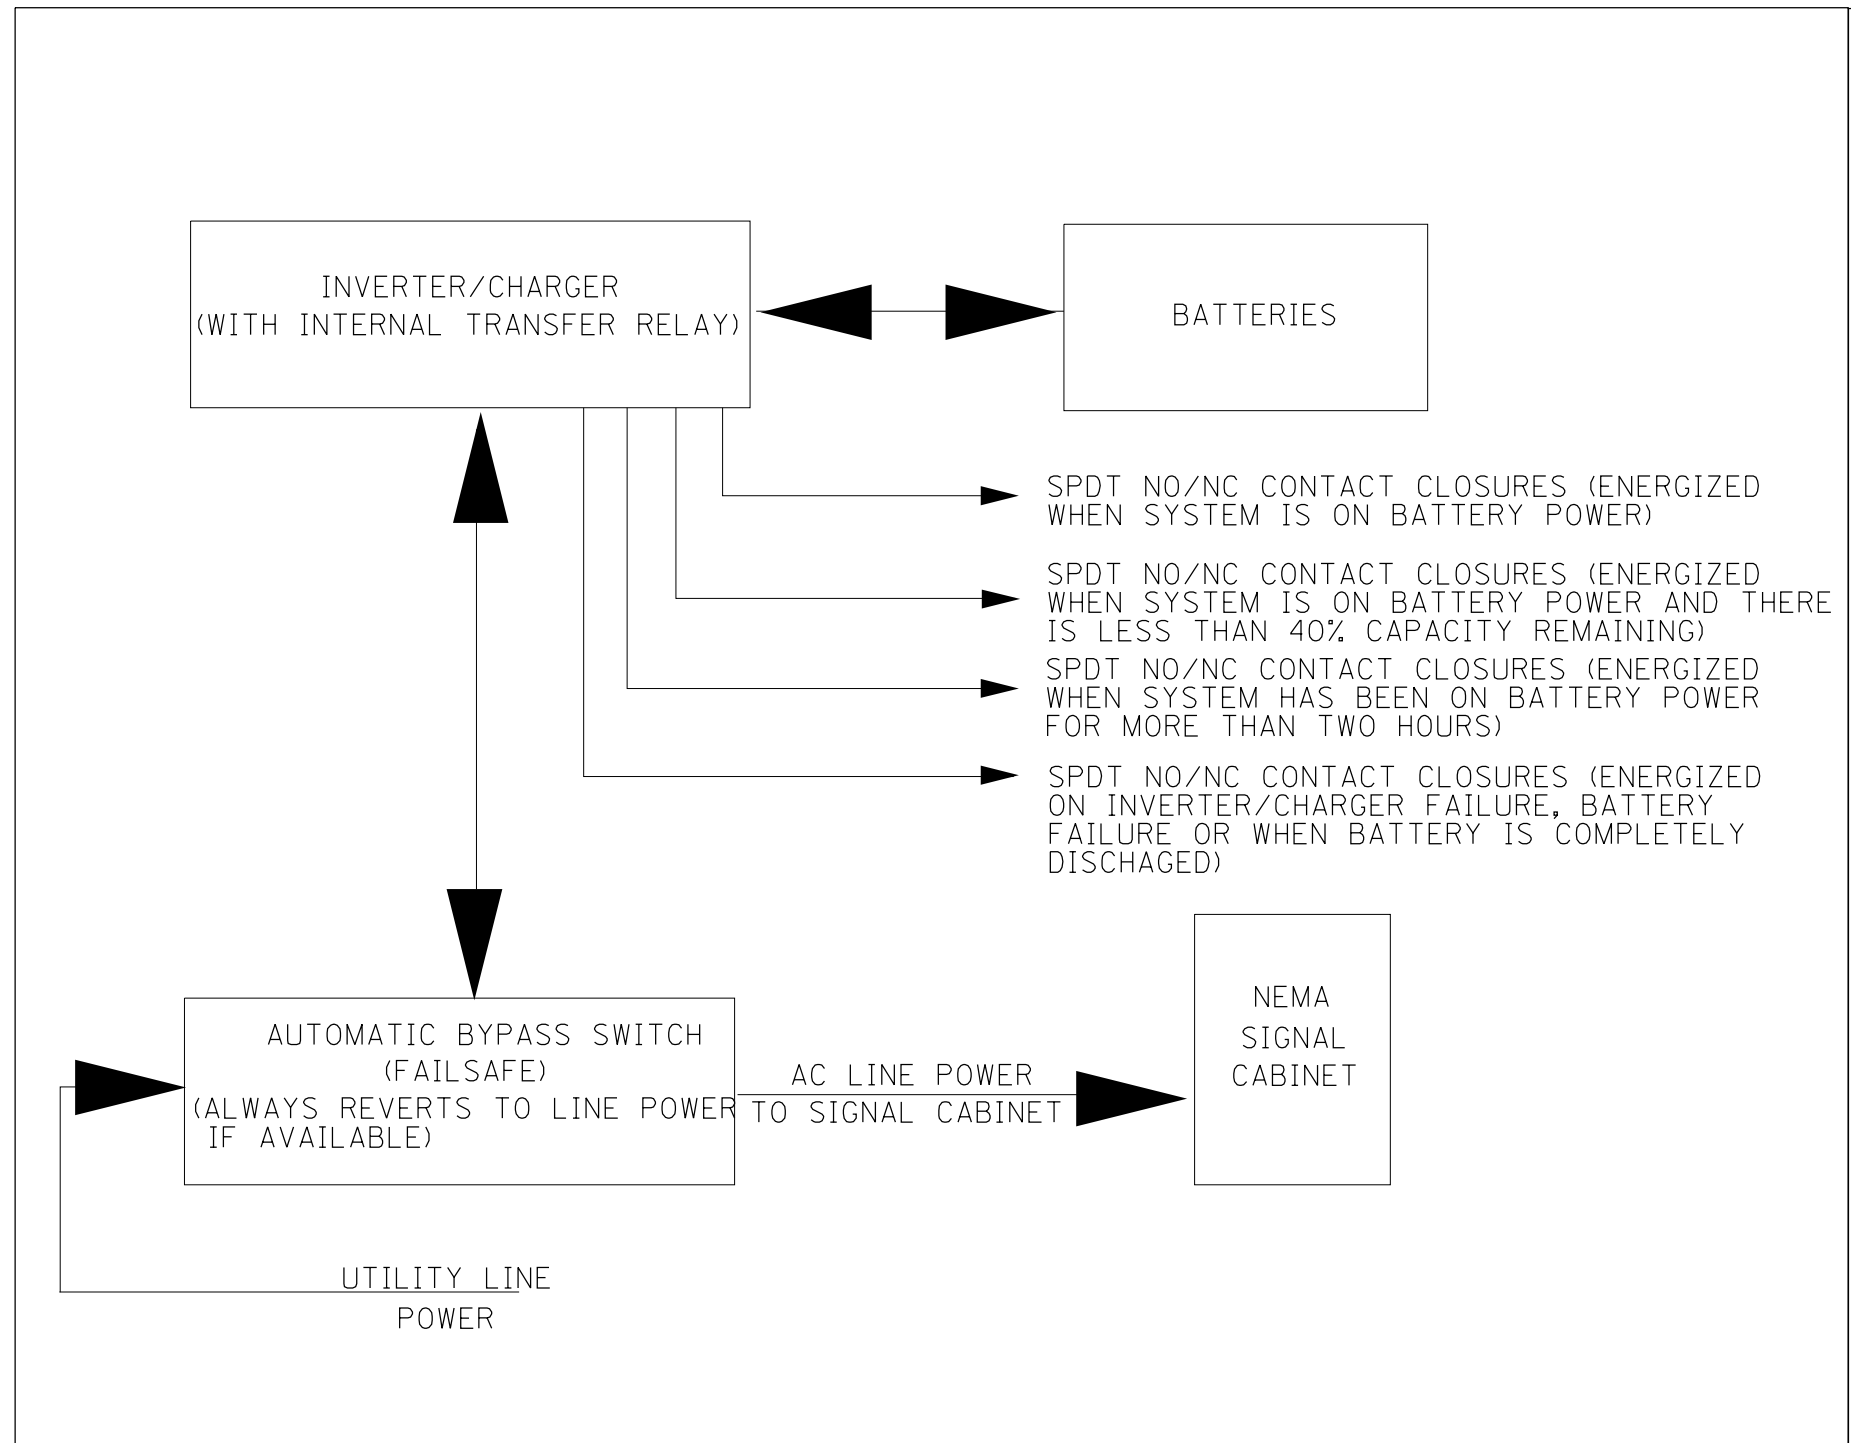 INVERTER/CHARGER
(WITH INTERNAL TRANSFER RELAY)
BATTERIES
SPDT NO/NC CONTACT CLOSURES (ENERGIZED
WHEN SYSTEM IS ON BATTERY POWER)
SPDT NO/NC CONTACT CLOSURES (ENERGIZED
WHEN SYSTEM IS ON BATTERY POWER AND THERE
IS LESS THAN 40% CAPACITY REMAINING)
SPDT NO/NC CONTACT CLOSURES (ENERGIZED
WHEN SYSTEM HAS BEEN ON BATTERY POWER
FOR MORE THAN TWO HOURS)
SPDT NO/NC CONTACT CLOSURES (ENERGIZED
ON INVERTER/CHARGER FAILURE, BATTERY
FAILURE OR WHEN BATTERY IS COMPLETELY
DISCHAGED)
AUTOMATIC BYPASS SWITCH
(FAILSAFE)
(ALWAYS REVERTS TO LINE POWER
IF AVAILABLE)
AC LINE POWER
TO SIGNAL CABINET
NEMA
SIGNAL
CABINET
UTILITY LINE
POWER